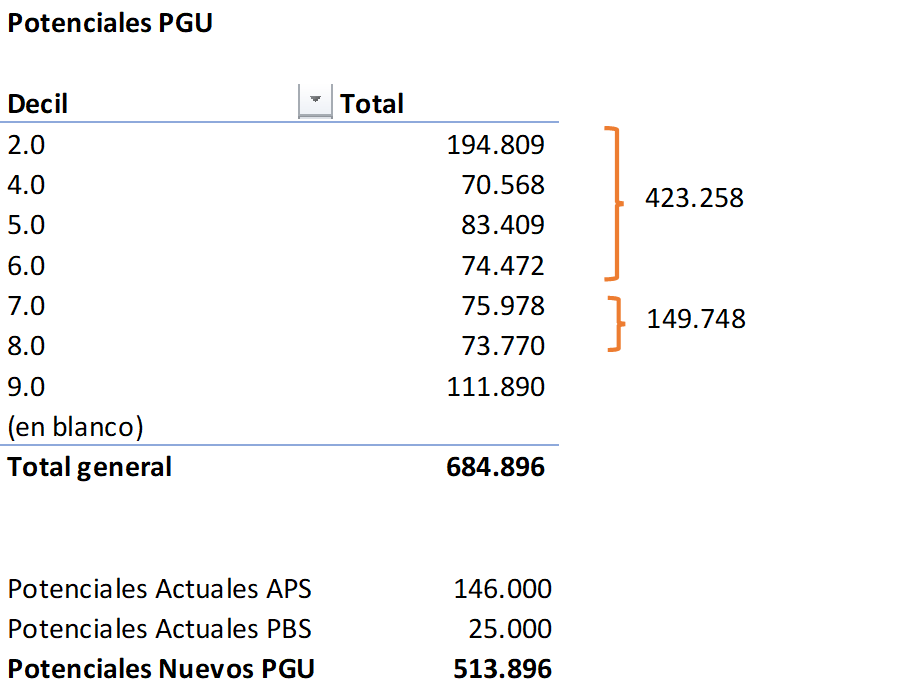 Potenciales PGU
Decil Total
2.0 194.809
4.0 70.568
5.0 83.409
423.258
6.0 74.472
7.0 75.978
149.748
8.0 73.770
9.0 111.890
(en blanco)
Total general 684.896
Potenciales Actuales APS 146.000
Potenciales Actuales PBS 25.000
Potenciales Nuevos PGU 513.896